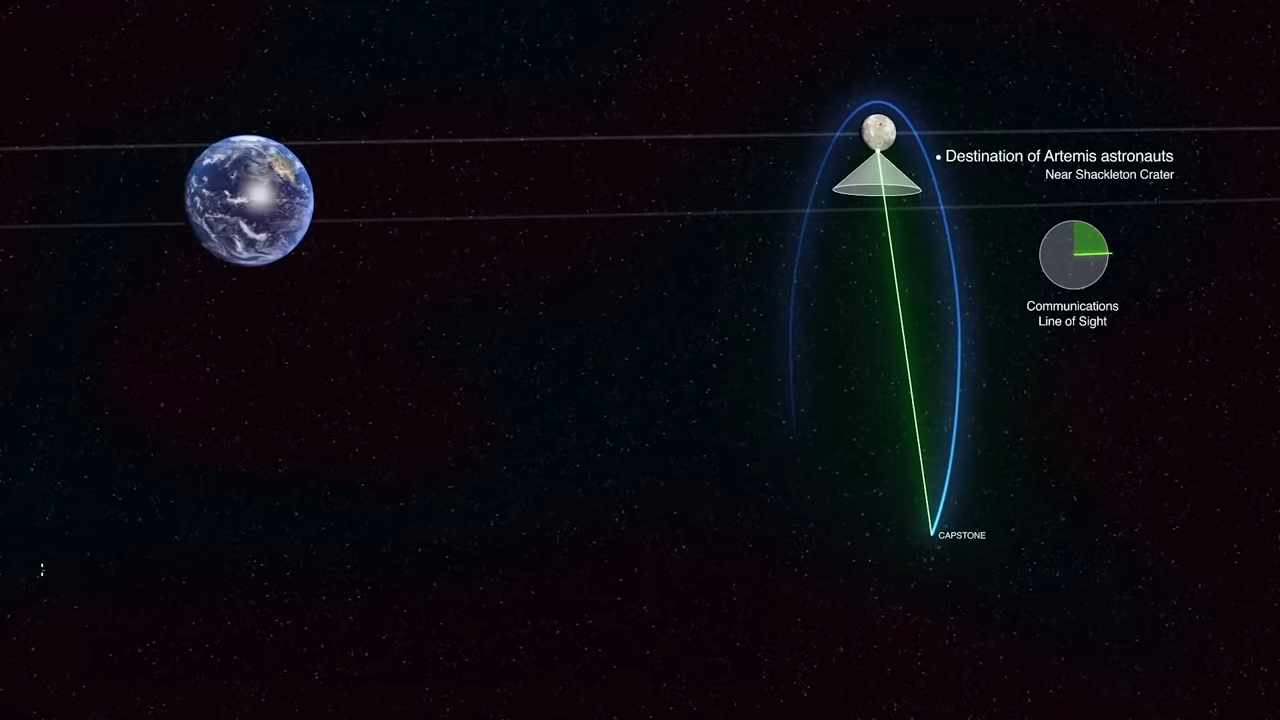 Destination of Artemis astronauts
Near Shackleton Crater
Communications
Line of Sight
CAPSTONE